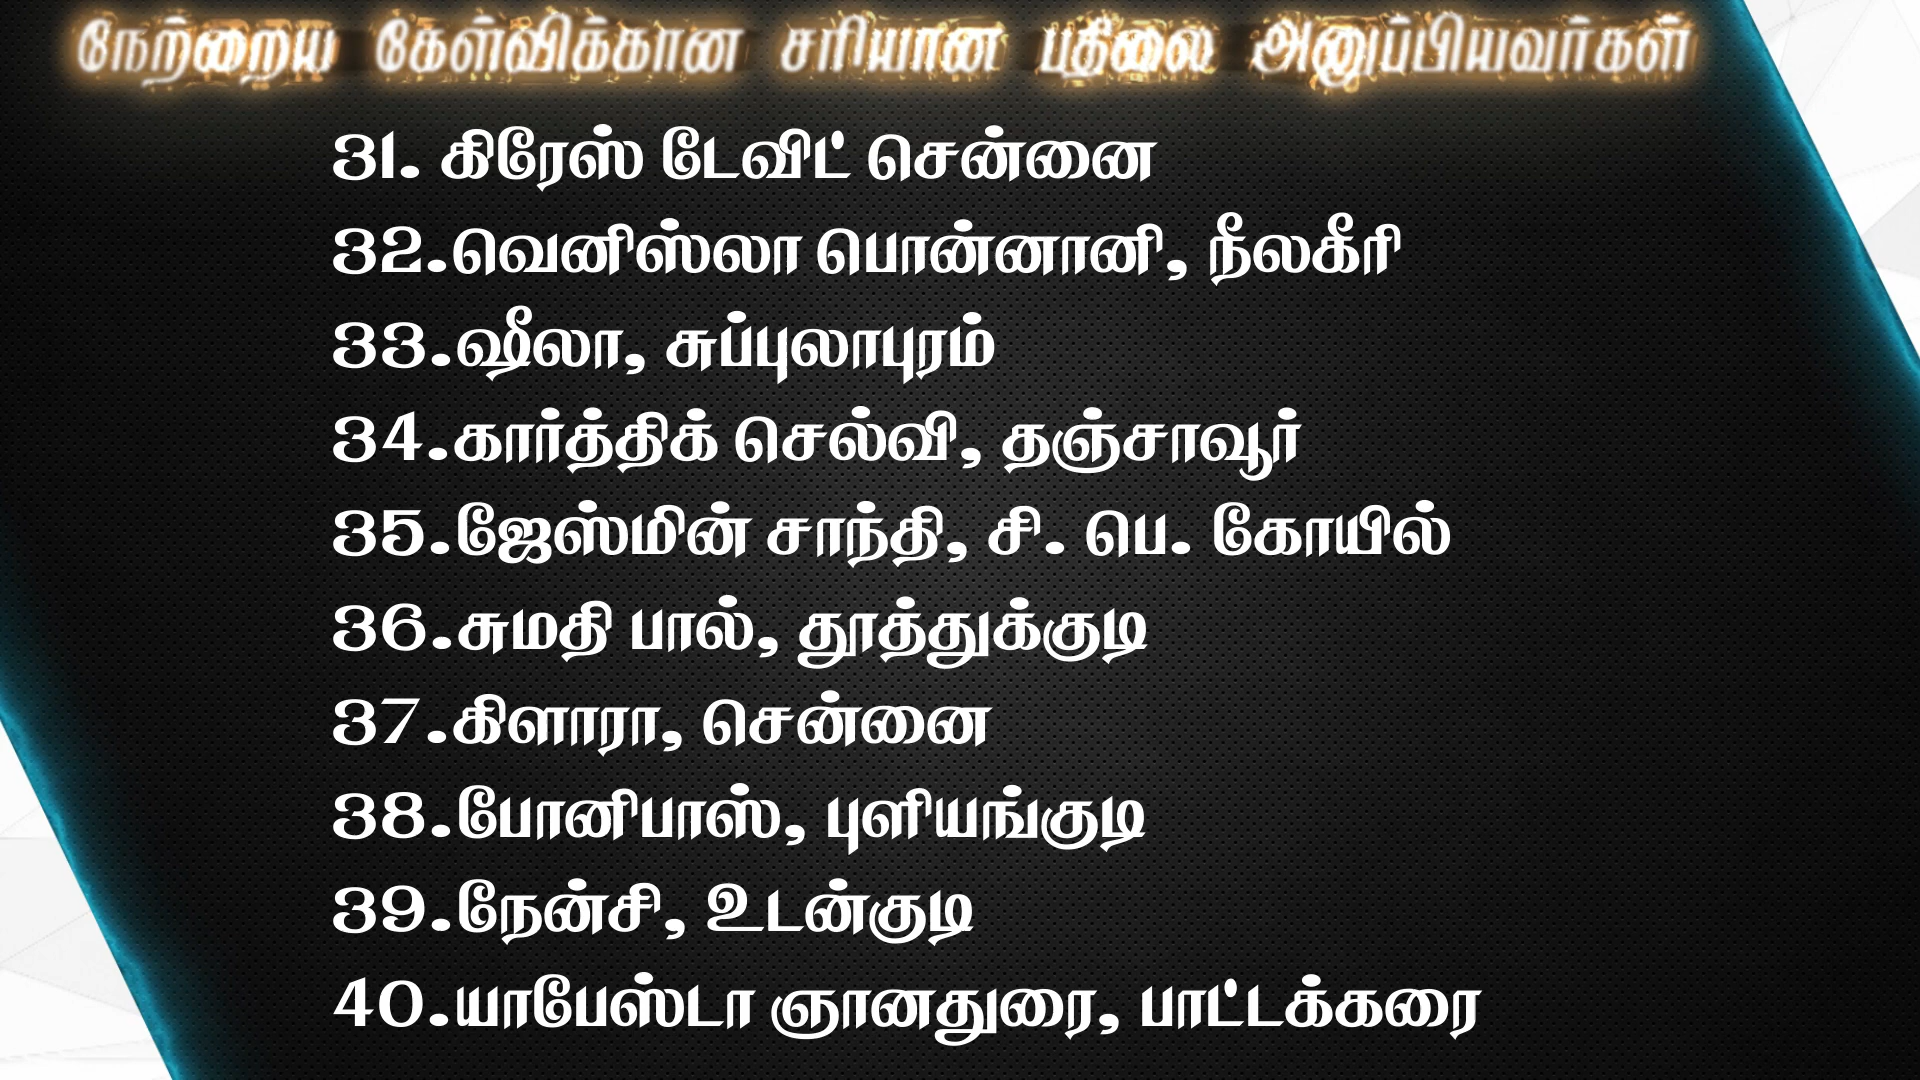 நேற்றைய கேள்விக்கான சரியான பதிலை அனுப்பியவர்கள்
31. கிரேஸ் டேவிட் சென்னை
32.வெனிஸ்லா பொன்னானி, நீலகீரி
33.ஷீலா, சுப்புலாபுரம்
34.கார்த்திக் செல்வி, தஞ்சாவூர்
35.ஜேஸ்மின் சாந்தி, சி. பெ. கோயில்
36.சுமதி பால், தூத்துக்குடி
37.கிளாரா, சென்னை
38.போனிபாஸ், புளியங்குடி
39.நேன்சி, உடன்குடி
40.யாபேஸ்டா ஞானதுரை, பாட்டக்கரை